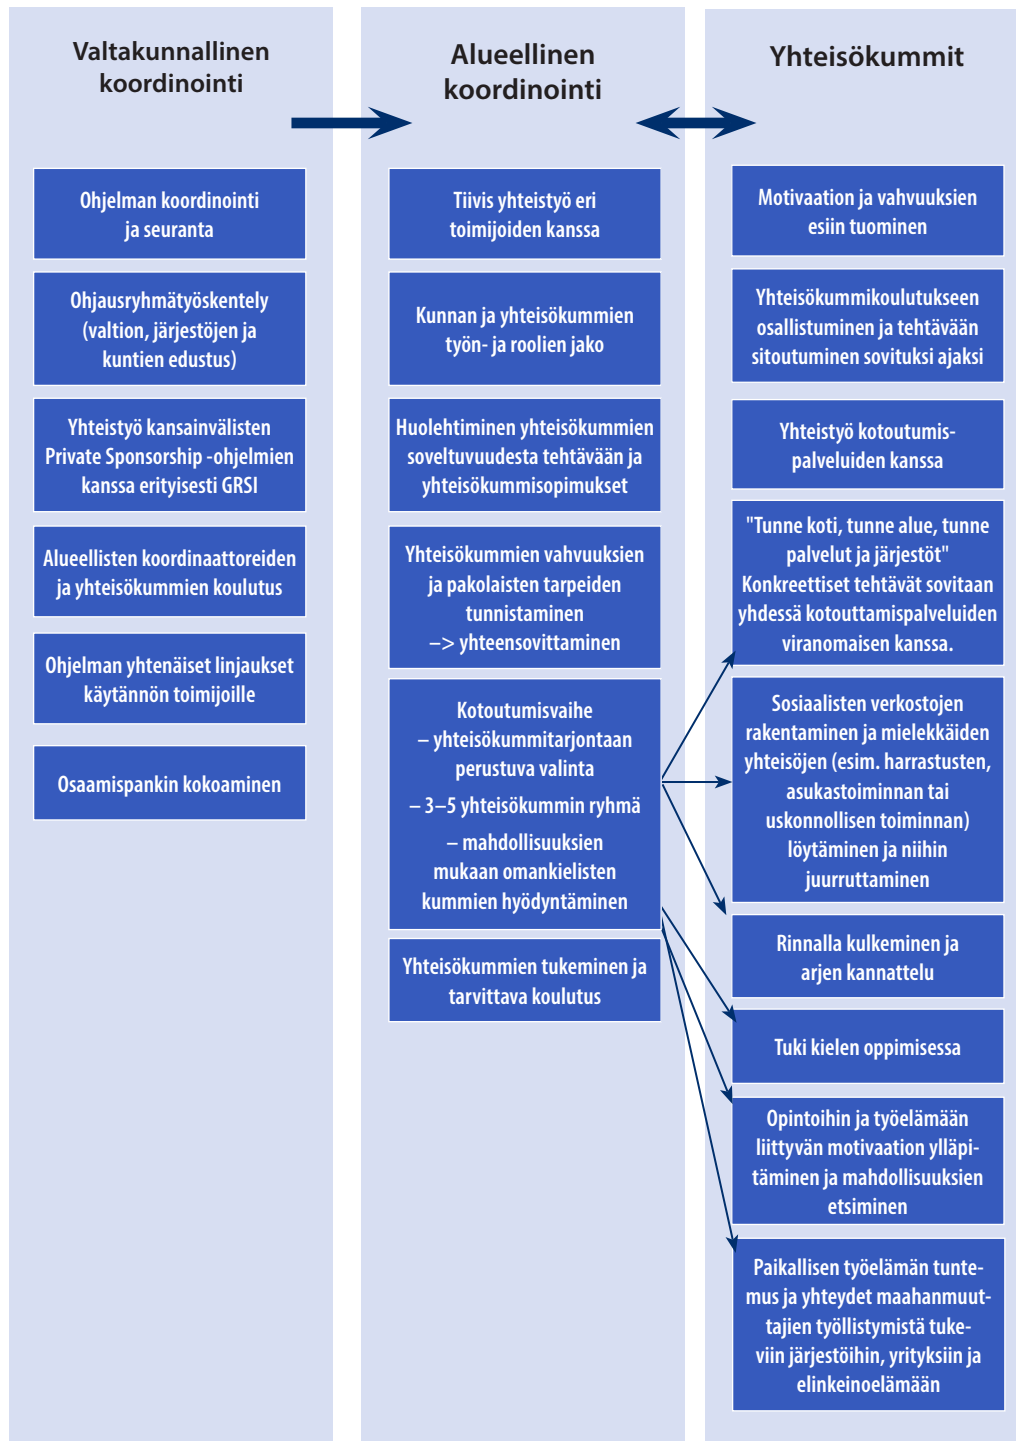 Valtakunnallinen
koordinointi
Ohjelman koordinointi
ja seuranta
Ohjausryhmätyöskentely
(valtion, järjestöjen ja
kuntien edustus)
Yhteistyö kansainvälisten
Private Sponsorship -ohjelmien
kanssa erityisesti GRSI
Alueellisten koordinaattoreiden
ja yhteisökummien koulutus
Ohjelman yhtenäiset linjaukset
käytännön toimijoille
Osaamispankin kokoaminen
Alueellinen
koordinointi
Tiivis yhteistyö eri
toimijoiden kanssa
Kunnan ja yhteisökummien
työn- ja roolien jako
Huolehtiminen yhteisökummien
soveltuvuudesta tehtävään ja
yhteisökummisopimukset
Yhteisökummien vahvuuksien
ja pakolaisten tarpeiden
tunnistaminen
–> yhteensovittaminen
Kotoutumisvaihe
– yhteisökummitarjontaan
perustuva valinta
– 3–5 yhteisökummin ryhmä
– mahdollisuuksien
mukaan omankielisten
kummien hyödyntäminen
Yhteisökummien tukeminen ja
tarvittava koulutus
Yhteisökummit
Motivaation ja vahvuuksien
esiin tuominen
Yhteisökummikoulutukseen
osallistuminen ja tehtävään
sitoutuminen sovituksi ajaksi
Yhteistyö kotoutumis-
palveluiden kanssa
"Tunne koti, tunne alue, tunne
palvelut ja järjestöt"
Konkreettiset tehtävät sovitaan
yhdessä kotouttamispalveluiden
viranomaisen kanssa.
Sosiaalisten verkostojen
rakentaminen ja mielekkäiden
yhteisöjen (esim. harrastusten,
asukastoiminnan tai
uskonnollisen toiminnan)
löytäminen ja niihin
juurruttaminen
Rinnalla kulkeminen ja
arjen kannattelu
Tuki kielen oppimisessa
Opintoihin ja työelämään
liittyvän motivaation ylläpi-
täminen ja mahdollisuuksien
etsiminen
Paikallisen työelämän tunte-
mus ja yhteydet maahanmuut-
tajien työllistymistä tuke-
viin järjestöihin, yrityksiin ja
elinkeinoelämään